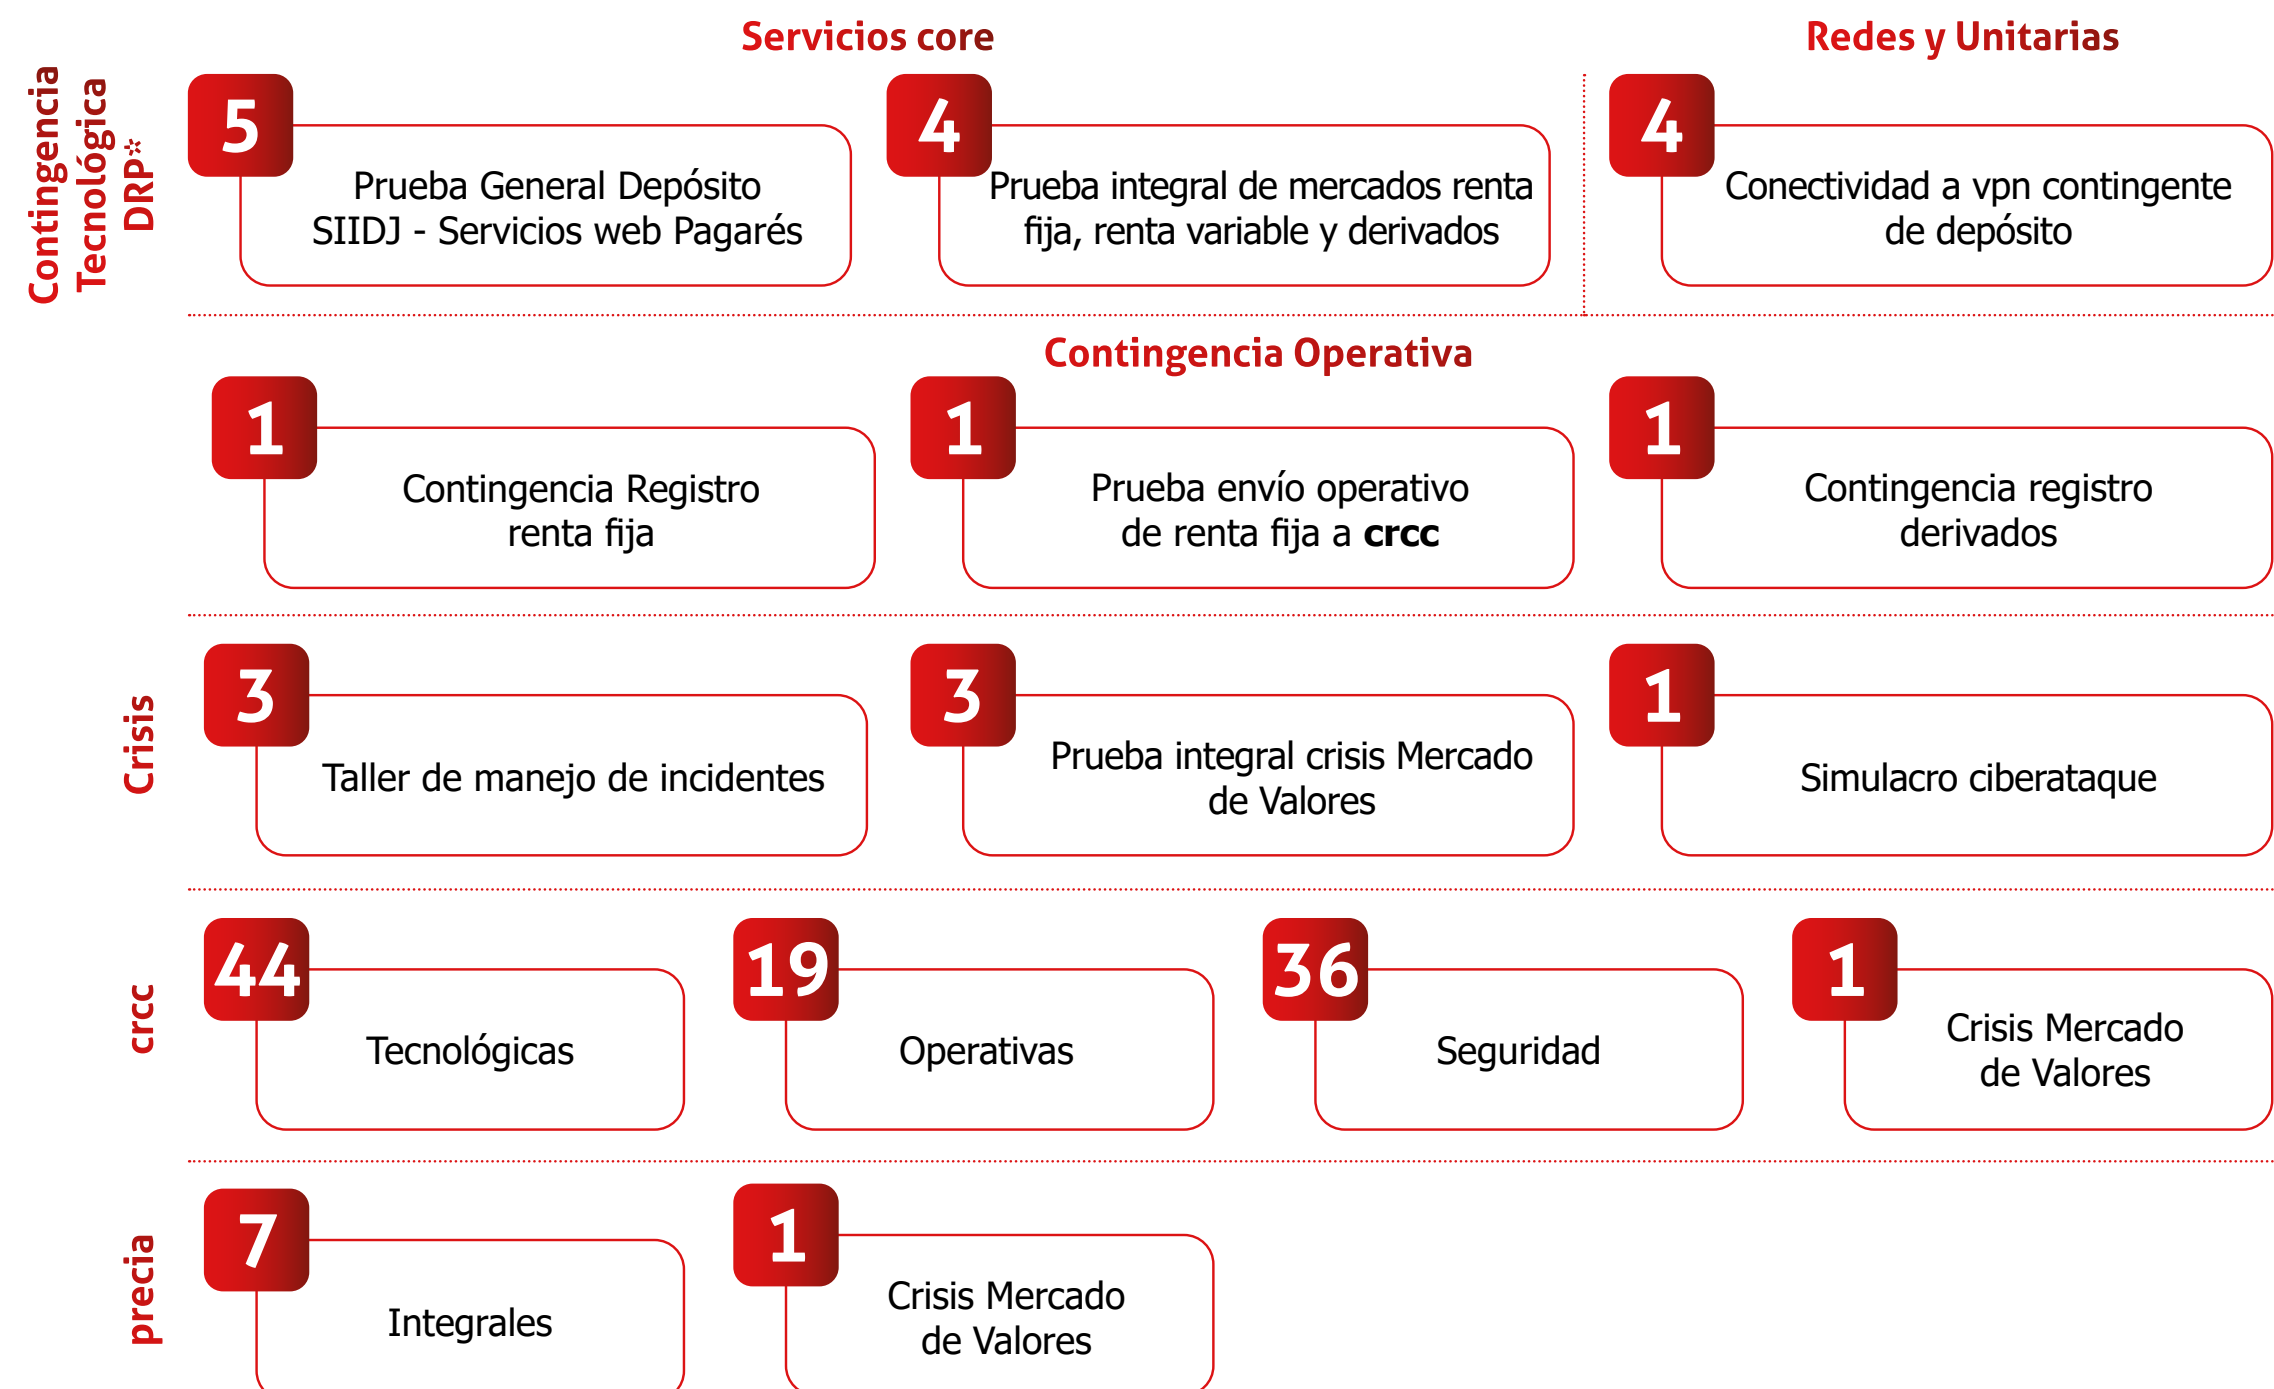 Servicios core
Redes y Unitarias
Contingencia
Tecnológica
DRP*
5
Prueba General Depósito
SIIDJ - Servicios web Pagarés
4
Prueba integral de mercados renta
fija, renta variable y derivados
4
Conectividad a vpn contingente
de depósito
Contingencia Operativa
1
Contingencia Registro
renta fija
1
Prueba envío operativo
de renta fija a crcc
1
Contingencia registro
derivados
Crisis
3
Taller de manejo de incidentes
3
Prueba integral crisis Mercado
de Valores
1
Simulacro ciberataque
crcc
44
Tecnológicas
19
Operativas
36
Seguridad
1
Crisis Mercado
de Valores
precia
7
Integrales
1
Crisis Mercado
de Valores